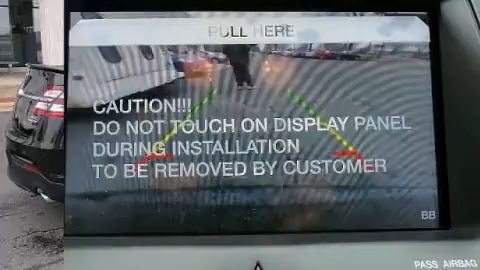 PULL HERE
CAUTION!!!
DO NOT TOUCH ON DISPLAY PANEL
DURING INSTALLATION
TO BE REMOVED BY CUSTOMER
BB
PASS AIRBAG